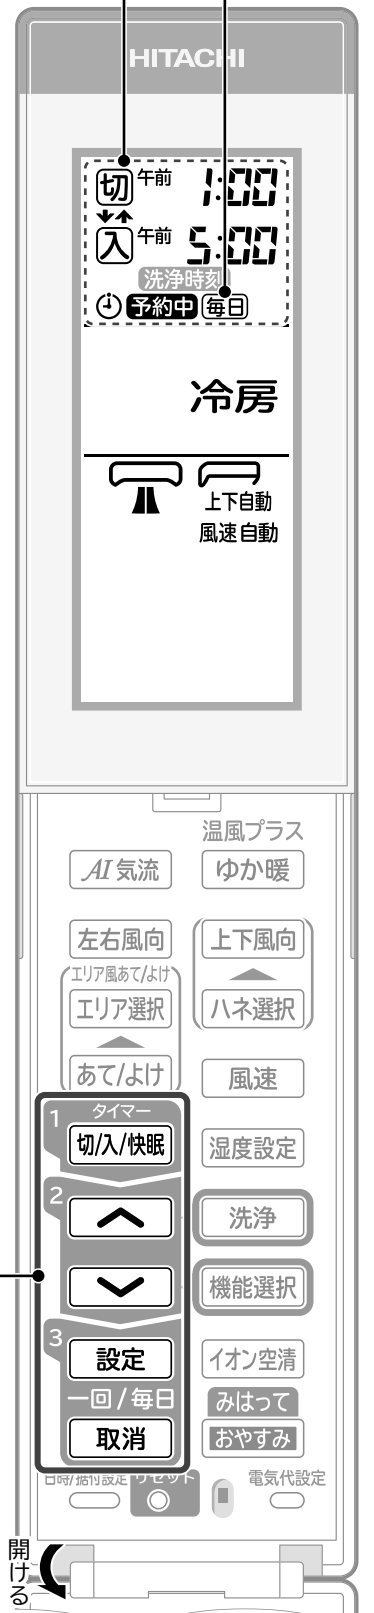 HITACHI
切 午前 1:00
入 午前 5:00
洗浄時刻
予約中 毎日
冷房
上下自動
風速自動
温風プラス
AI 気流 ゆか暖
左右風向 上下風向
エリア風あて/よけ
エリア選択 ハネ選択
あて/よけ 風速
1 タイマー
切/入/快眠 湿度設定
2
洗浄
機能選択
3
設定 イオン空清
一回/毎日 みはって
取消 おやすみ
日時/据付設定 リセット 電気代設定
開ける